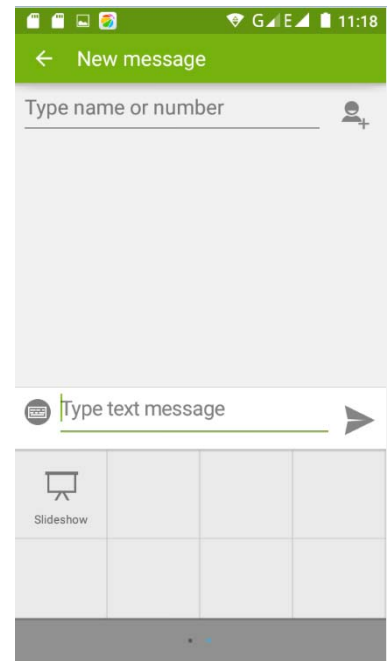 G E 11:18
New message
Type name or number
Type text message
Slideshow